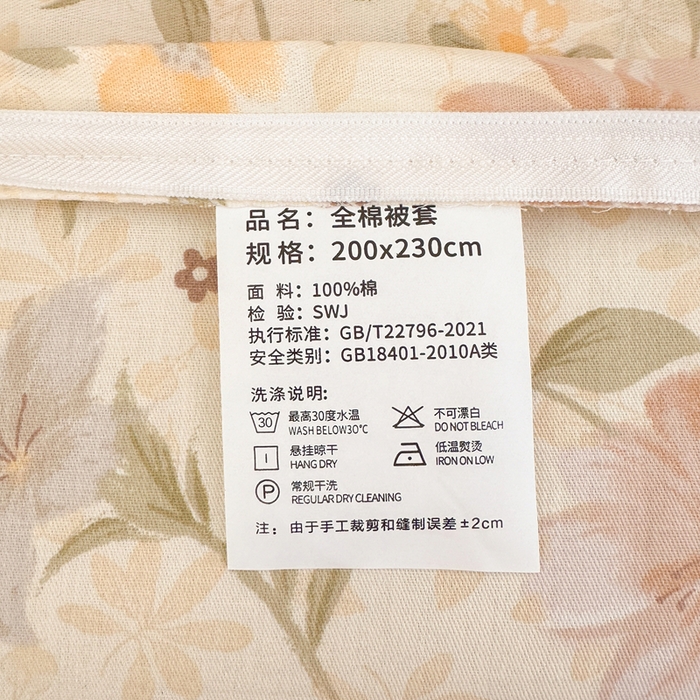 品名：全棉被套
规格：200x230cm
面 料：100%棉
检 验：SWJ
执行标准：GB/T22796-2021
安全类别：GB18401-2010A类
洗涤说明:
30 最高30度水温 不可漂白
WASH BELOW30℃ DO NOT BLEACH
悬挂晾干 低温熨烫
HANG DRY IRON ON LOW
P 常规干洗
REGULAR DRY CLEANING
注：由于手工裁剪和缝制误差±2cm